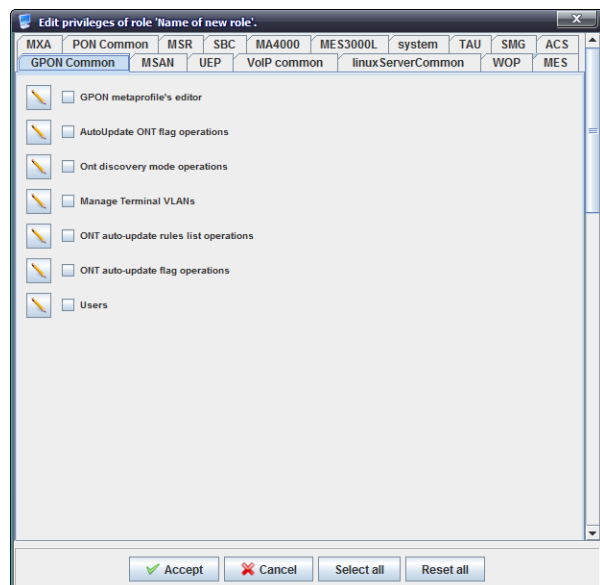 Edit privileges of role 'Name of new role'.
MXA PON Common MSR SBC MA4000 MES3000L system TAU SMG ACS
GPON Common MSAN UEP VoIP common linuxServerCommon WOP MES
GPON metaprofile's editor
AutoUpdate ONT flag operations
Ont discovery mode operations
Manage Terminal VLANs
ONT auto-update rules list operations
ONT auto-update flag operations
Users
Accept Cancel Select all Reset all